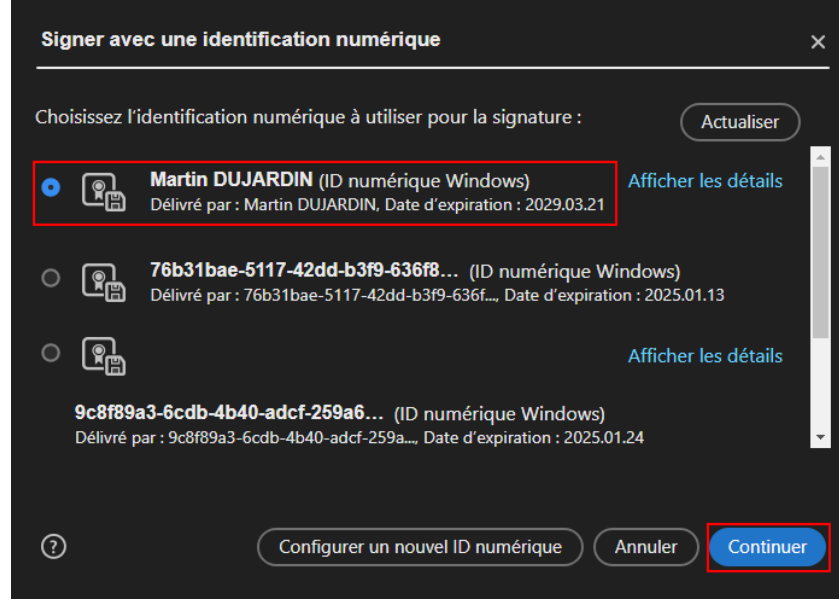 Signer avec une identification numérique
Choisissez l'identification numérique à utiliser pour la signature :
Actualiser
Martin DUJARDIN (ID numérique Windows)
Afficher les détails
Délivré par : Martin DUJARDIN, Date d'expiration : 2029.03.21
76b31bae-5117-42dd-b3f9-636f8... (ID numérique Windows)
Délivré par : 76b31bae-5117-42dd-b3f9-636f..., Date d'expiration : 2025.01.13
Afficher les détails
9c8f89a3-6cdb-4b40-adcf-259a6... (ID numérique Windows)
Délivré par : 9c8f89a3-6cdb-4b40-adcf-259a..., Date d'expiration : 2025.01.24
?
Configurer un nouvel ID numérique
Annuler
Continuer